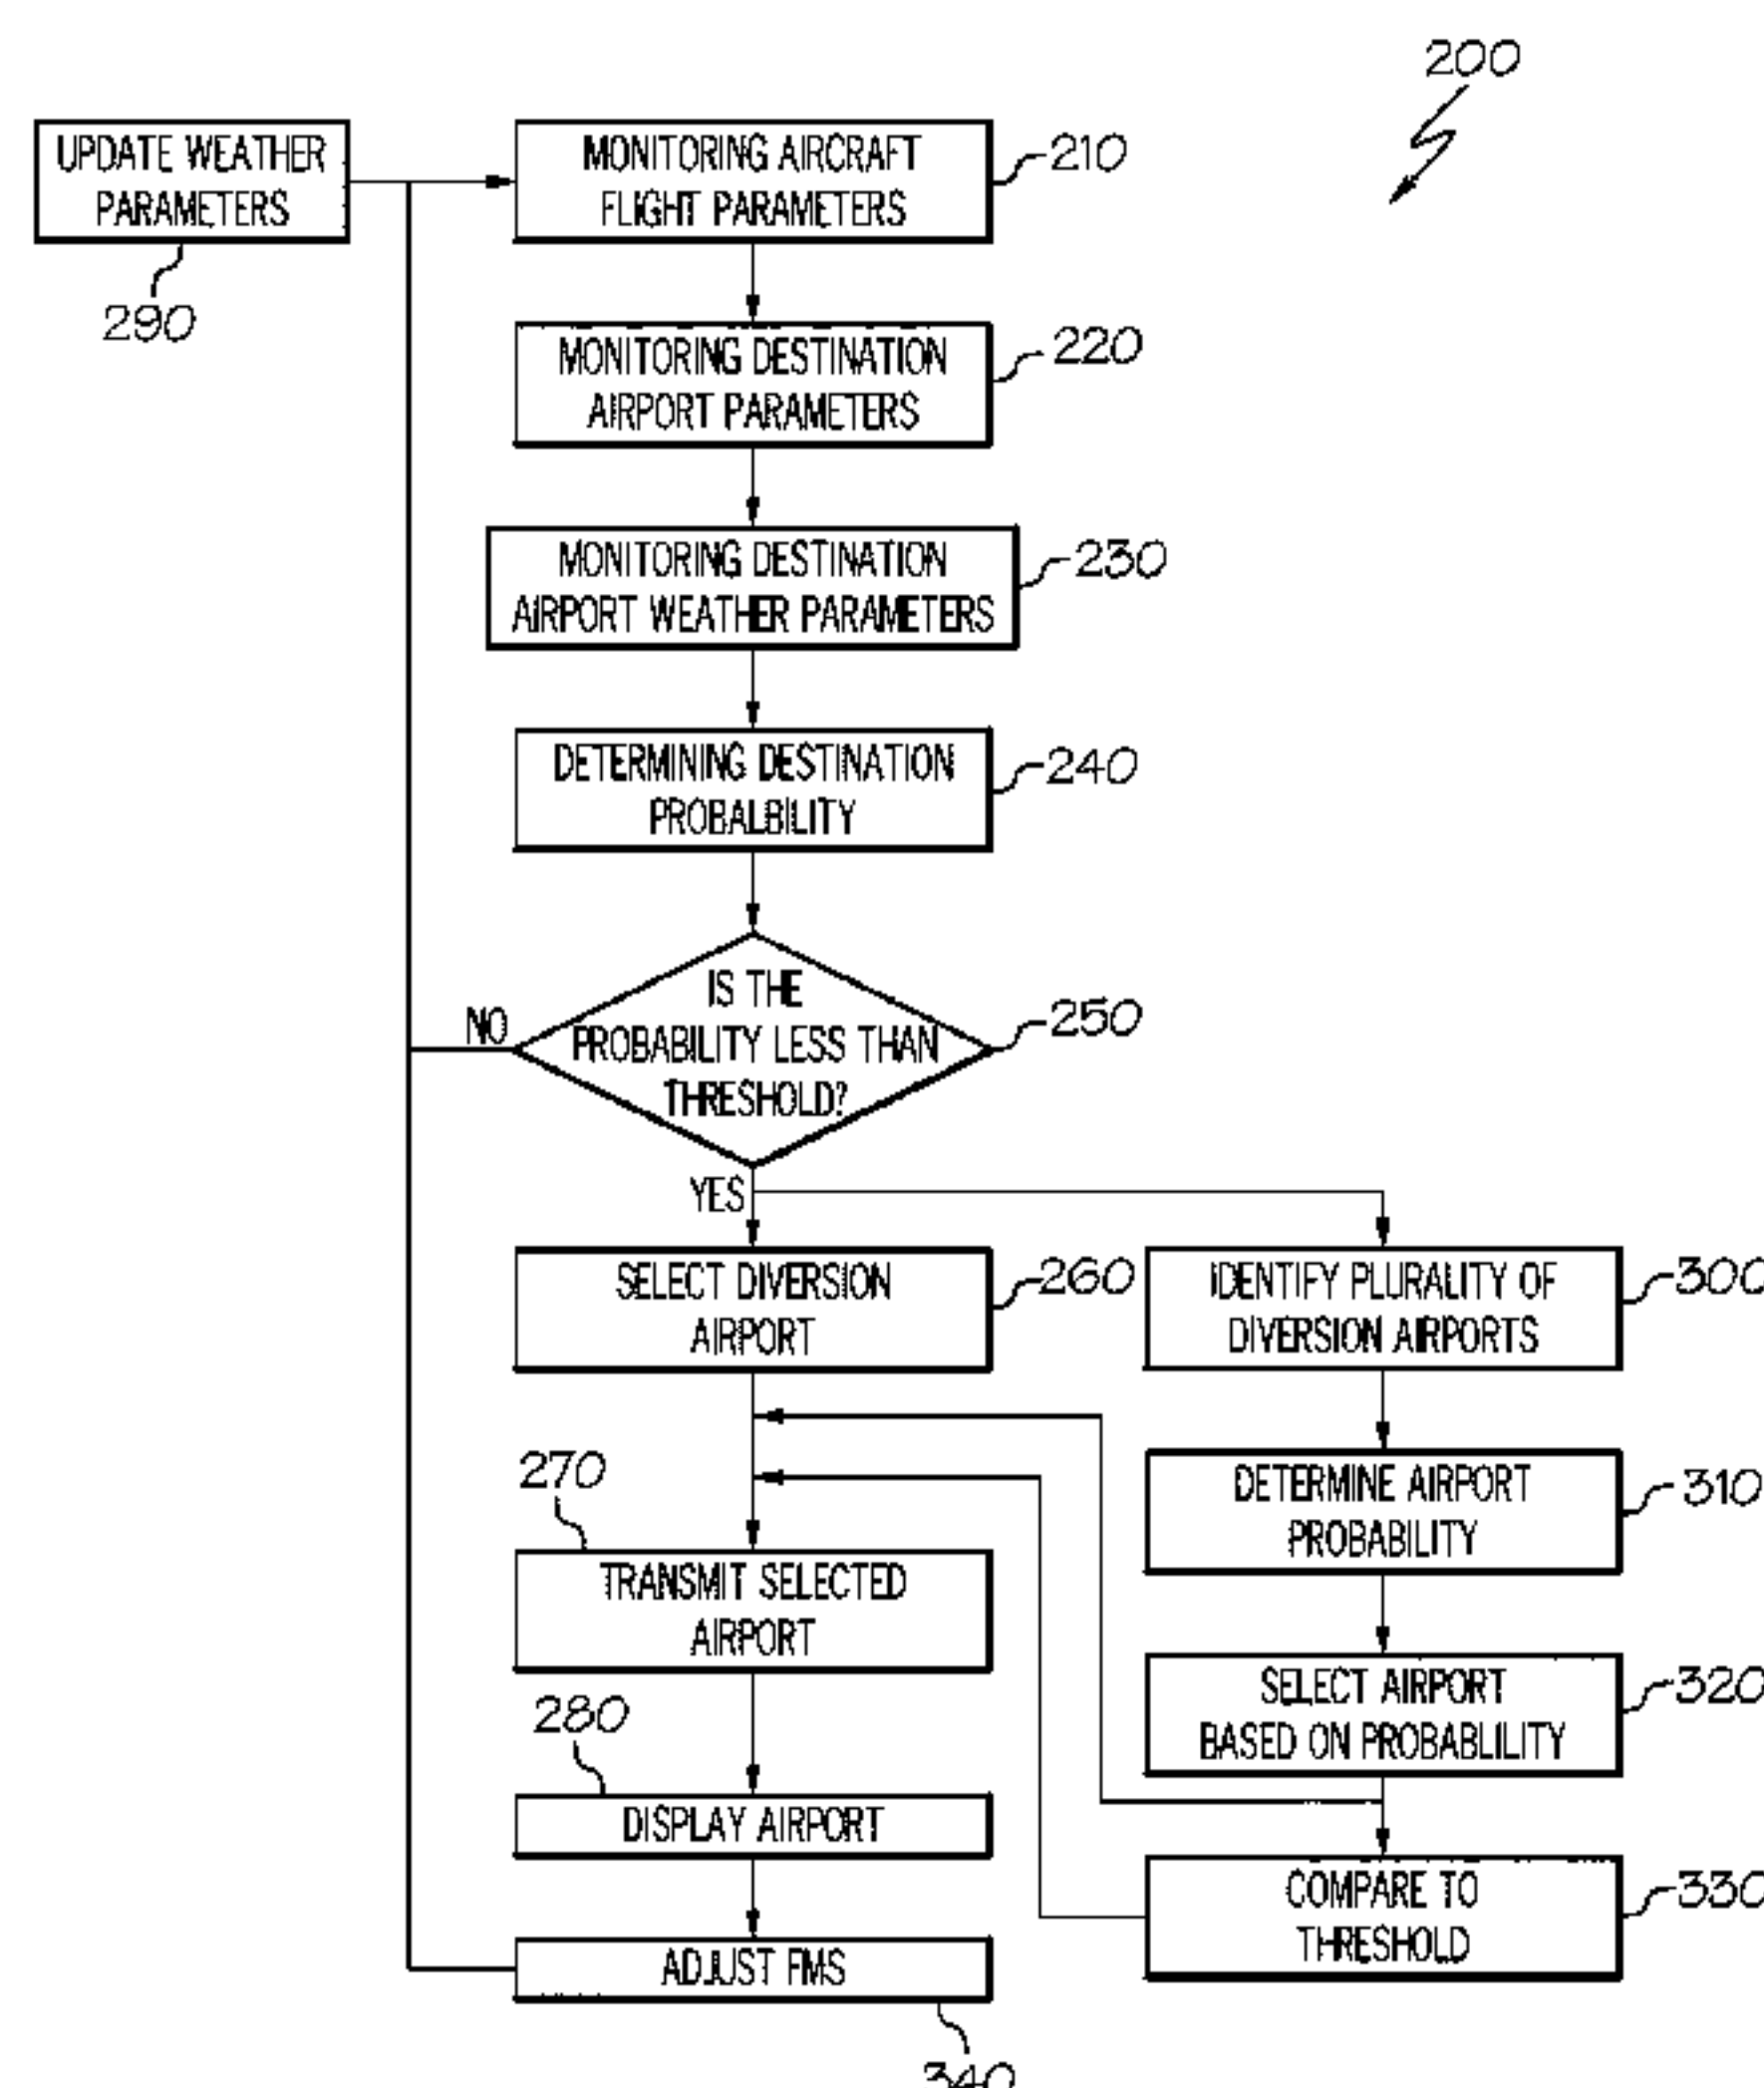 200
UPDATE WEATHER
PARAMETERS
290
MONITORING AIRCRAFT
FLIGHT PARAMETERS
210
MONITORING DESTINATION
AIRPORT PARAMETERS
220
MONITORING DESTINATION
AIRPORT WEATHER PARAMETERS
230
DETERMINING DESTINATION
PROBALBILITY
240
IS THE
PROBABILITY LESS THAN
THRESHOLD?
250
NO
YES
SELECT DIVERSION
AIRPORT
260
IDENTIFY PLURALITY OF
DIVERSION AIRPORTS
300
270
TRANSMIT SELECTED
AIRPORT
DETERMINE AIRPORT
PROBABILITY
310
280
DISPLAY AIRPORT
SELECT AIRPORT
BASED ON PROBABLILITY
320
ADJUST FMS
340
COMPARE TO
THRESHOLD
330